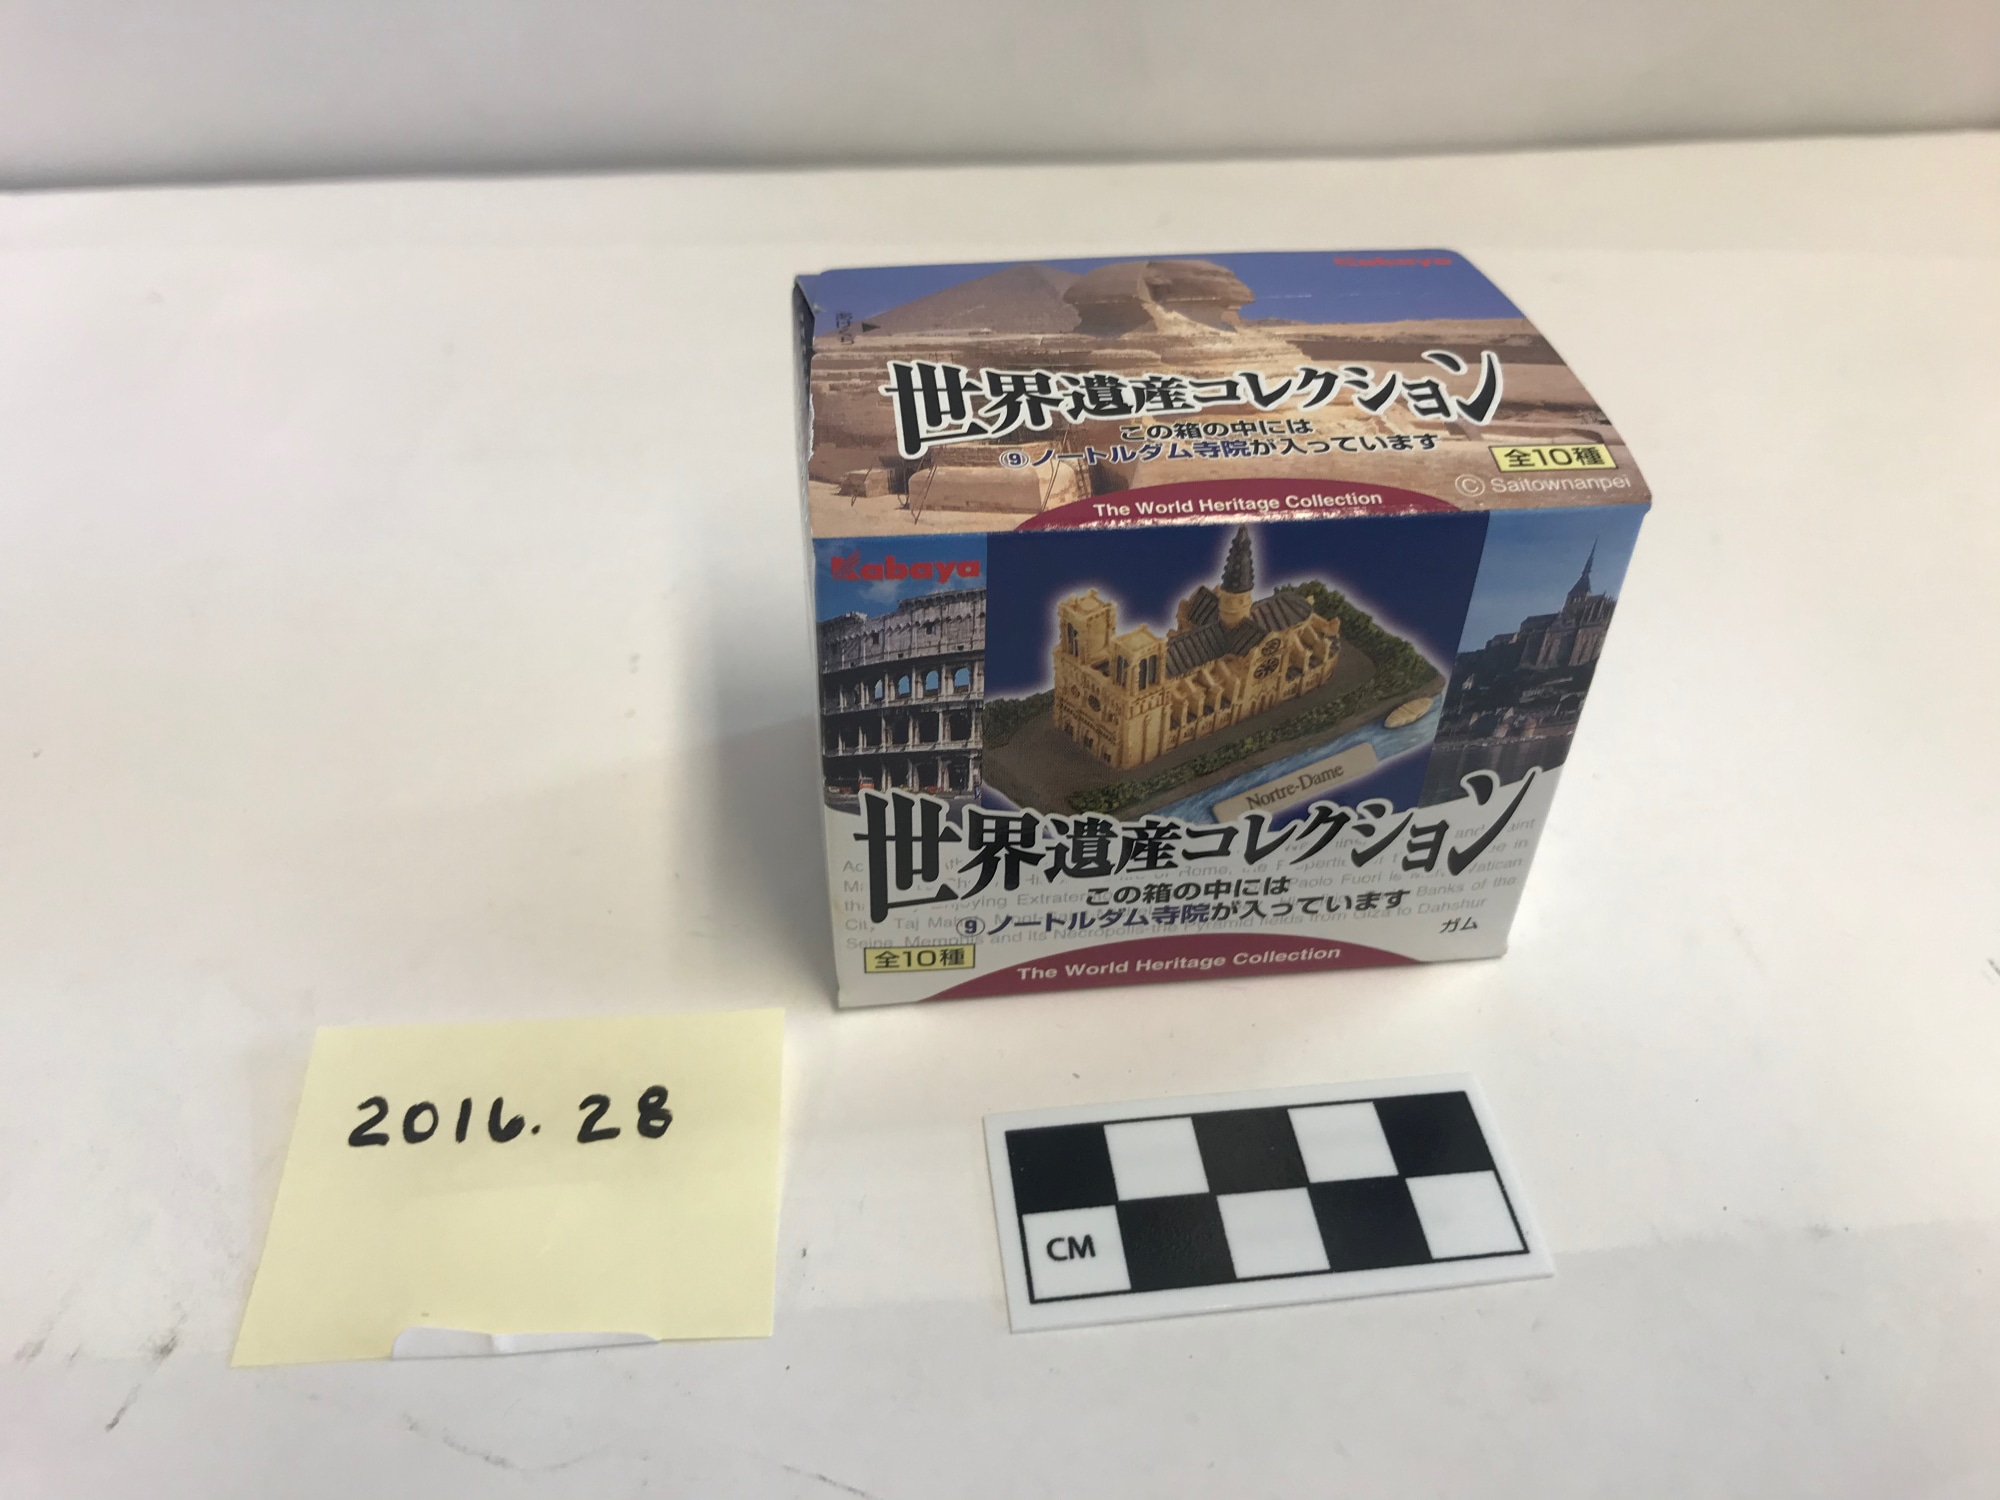 Kabaya
世界遺産コレクション
この箱の中には
⑨ノートルダム寺院が入っています
全10種
© Saitownanpei
The World Heritage Collection
Kabaya
Nortre-Dame
世界遺産コレクション
この箱の中には
⑨ノートルダム寺院が入っています
ガム
全10種
The World Heritage Collection
2016.28
CM